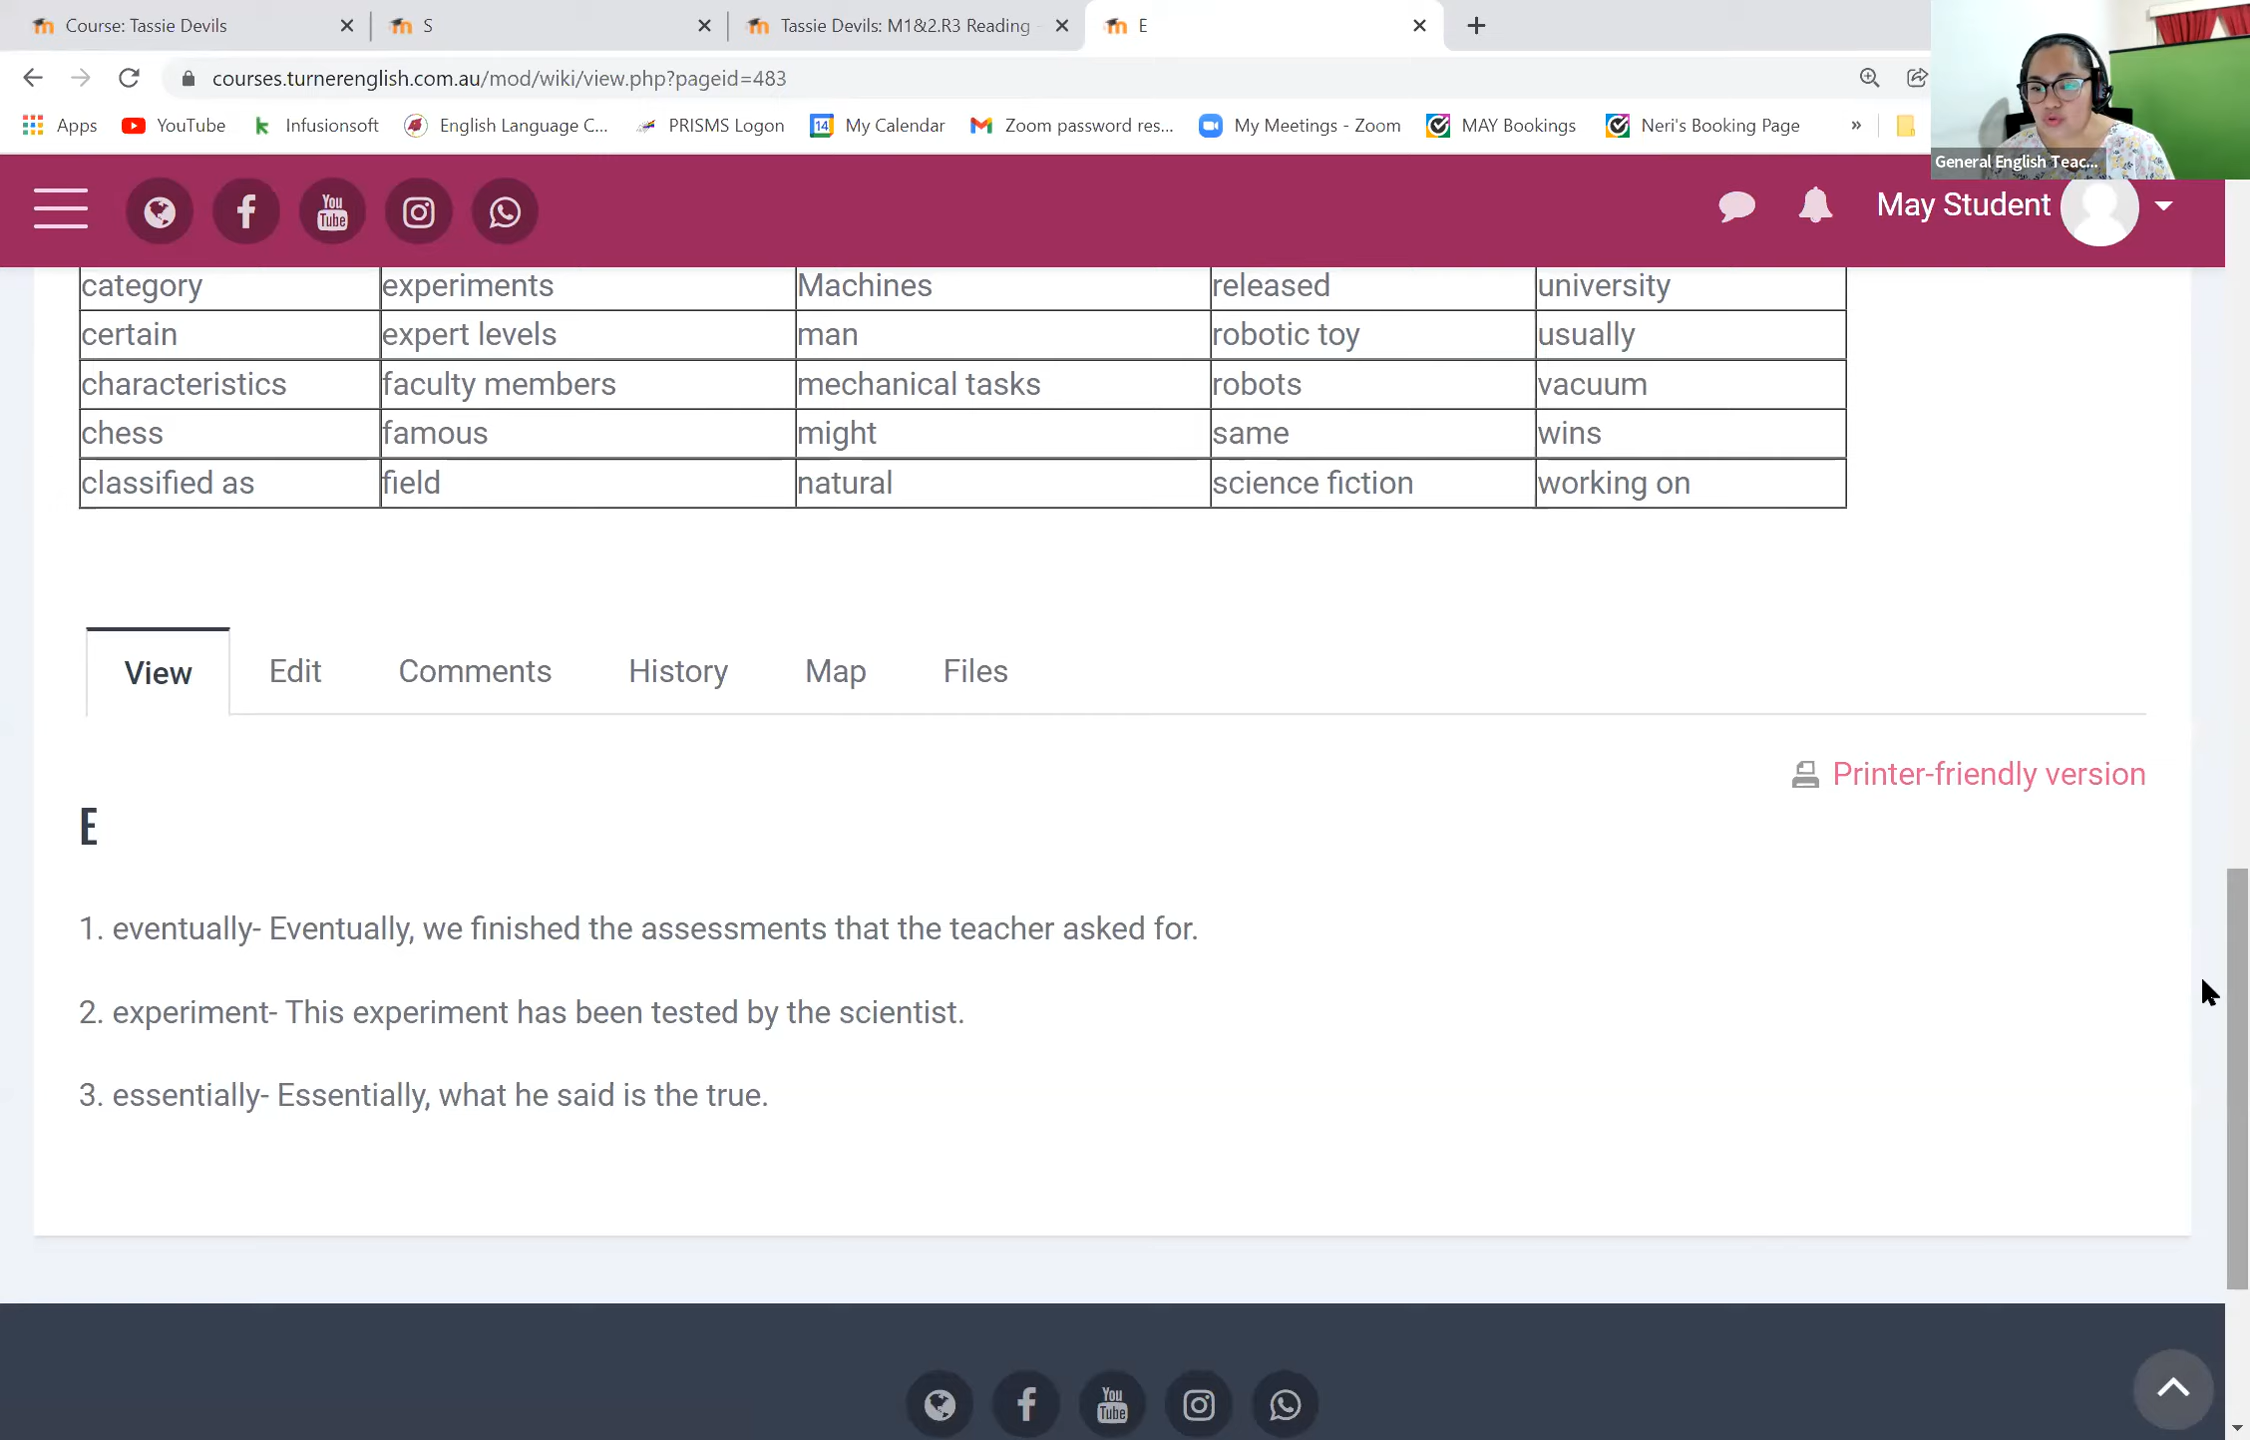 Course: Tassie Devils
S
Tassie Devils: M1&2.R3 Reading
E
courses.turnerenglish.com.au/mod/wiki/view.php?pageid=483
Apps YouTube Infusionsoft English Language C... PRISMS Logon 14 My Calendar Zoom password res... My Meetings - Zoom MAY Bookings Neri's Booking Page »
General English Teac...
You Tube
May Student
category experiments Machines released university
certain expert levels man robotic toy usually
characteristics faculty members mechanical tasks robots vacuum
chess famous might same wins
classified as field natural science fiction working on
View Edit Comments History Map Files
Printer-friendly version
E
1. eventually- Eventually, we finished the assessments that the teacher asked for.
2. experiment- This experiment has been tested by the scientist.
3. essentially- Essentially, what he said is the true.
You Tube